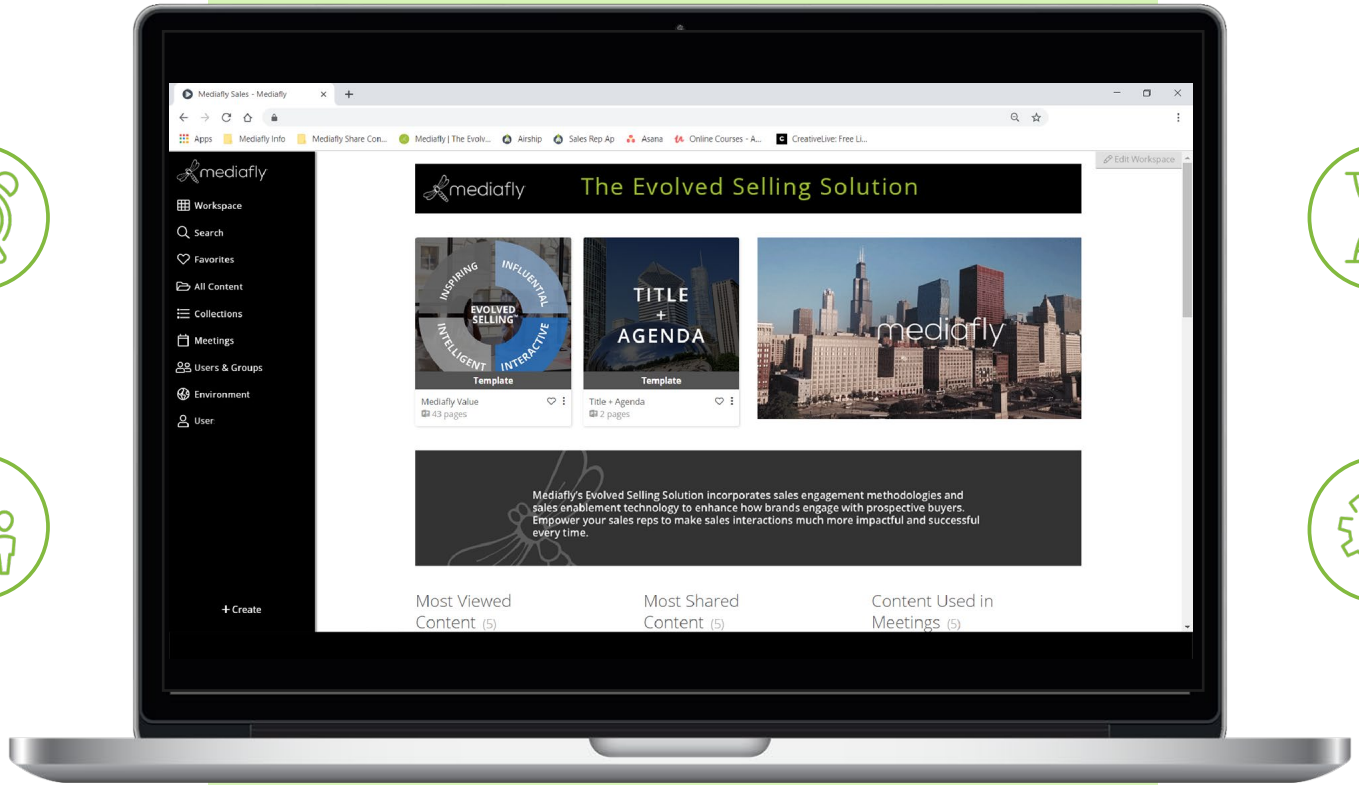 Mediafly Sales - Mediafly
Apps Mediafly Info Mediafly Share Con... Mediafly | The Evolv... Airship Sales Rep Ap Asana Online Courses - A... CreativeLive: Free Li...
mediafly
Workspace
Search
Favorites
All Content
Collections
Meetings
Users & Groups
Environment
User
+ Create
Edit Workspace
mediafly The Evolved Selling Solution
INSPIRING
INFLUENTIAL
EVOLVED
SELLING™
INTELLIGENT
INTERACTIVE
Template
Mediafly Value
43 pages
TITLE
+
AGENDA
Template
Title + Agenda
2 pages
mediafly
Mediafly's Evolved Selling Solution incorporates sales engagement methodologies and
sales enablement technology to enhance how brands engage with prospective buyers.
Empower your sales reps to make sales interactions much more impactful and successful
every time.
Most Viewed
Content (5)
Most Shared
Content (5)
Content Used in
Meetings (5)